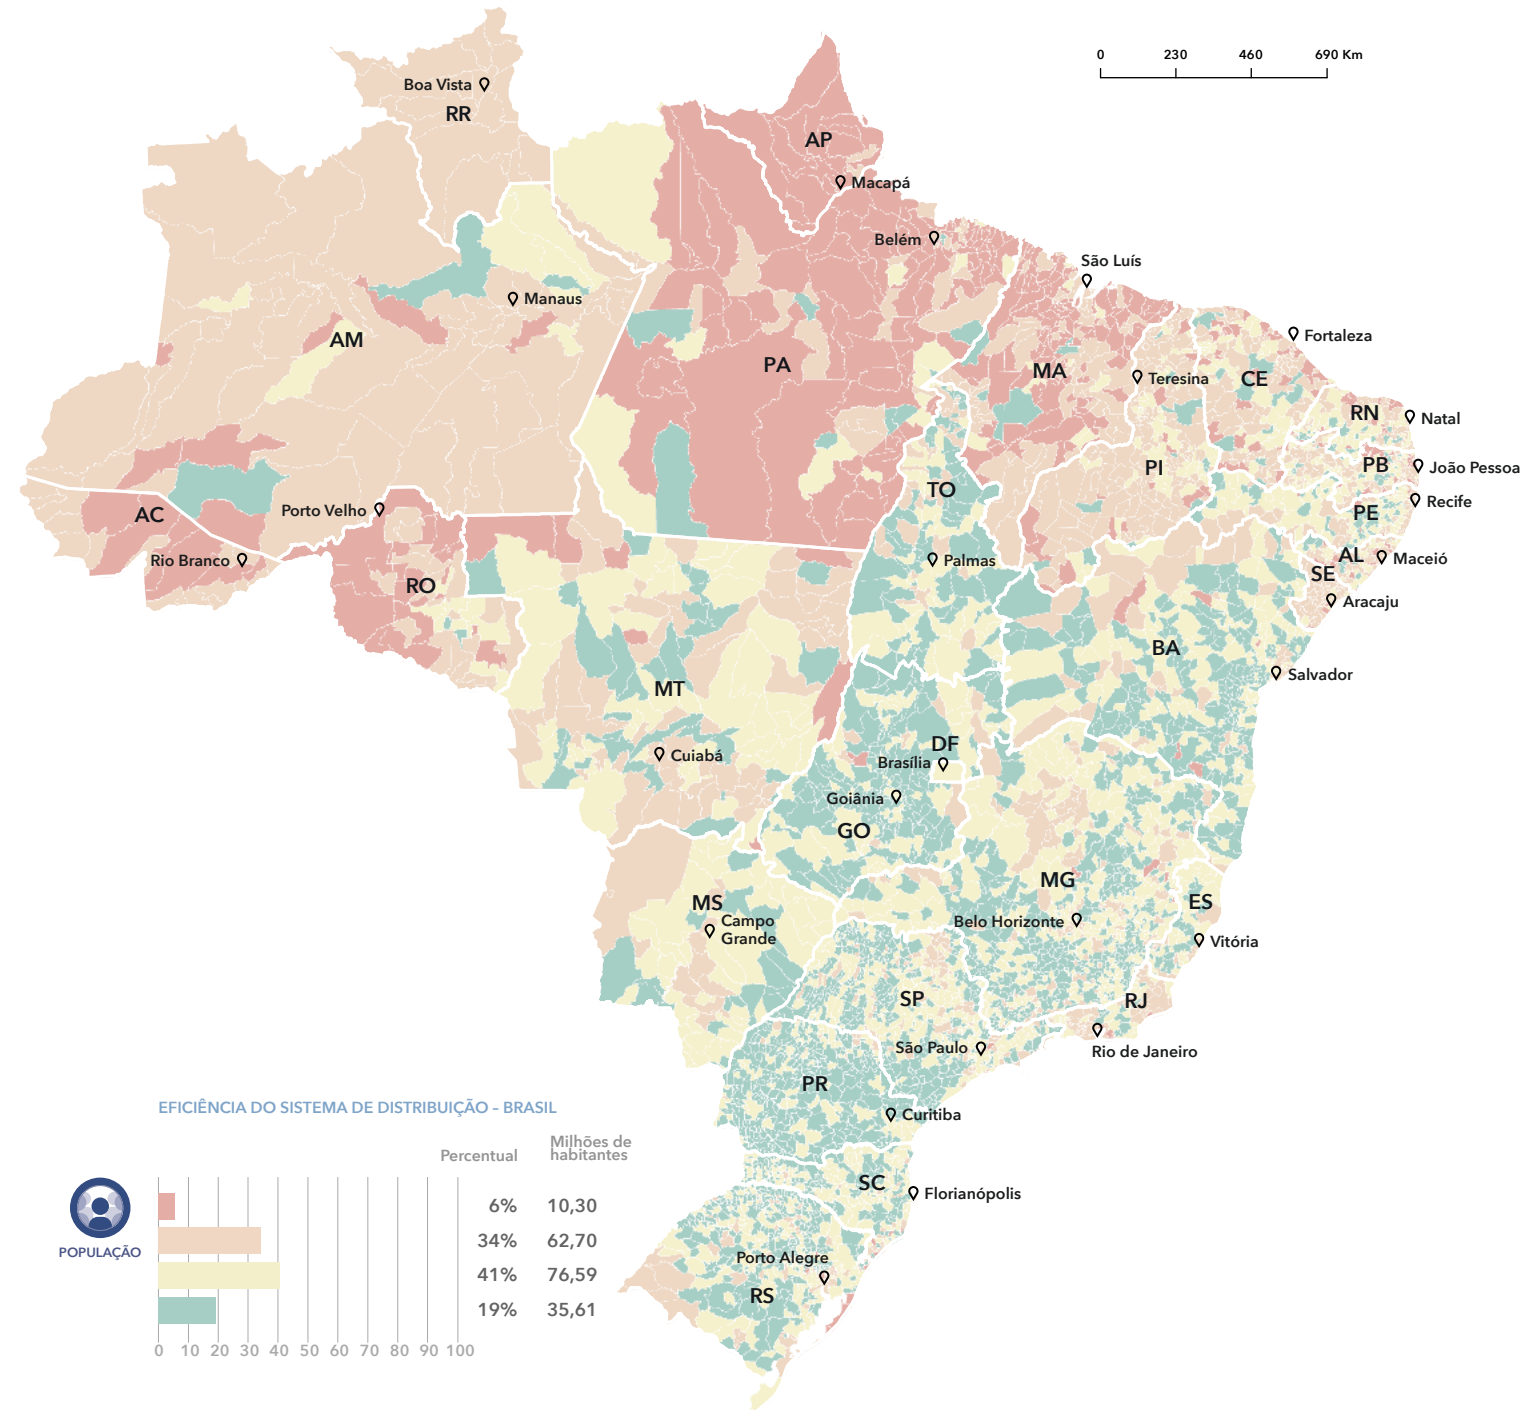 0 230 460 690 Km
Boa Vista
RR
AP
Macapá
Belém
São Luís
Manaus
Fortaleza
AM
PA
MA
Teresina
CE
RN
Natal
PI
PB
João Pessoa
TO
Recife
AC
Porto Velho
PE
Rio Branco
Palmas
AL
Maceió
RO
SE
Aracaju
BA
Salvador
MT
DF
Cuiabá
Brasília
Goiânia
GO
MG
MS
ES
Campo
Grande
Belo Horizonte
Vitória
SP
RJ
São Paulo
Rio de Janeiro
PR
Curitiba
SC
Florianópolis
Porto Alegre
RS
EFICIÊNCIA DO SISTEMA DE DISTRIBUIÇÃO – BRASIL
Percentual
Milhões de
habitantes
6% 10,30
34% 62,70
POPULAÇÃO
41% 76,59
19% 35,61
0 10 20 30 40 50 60 70 80 90 100